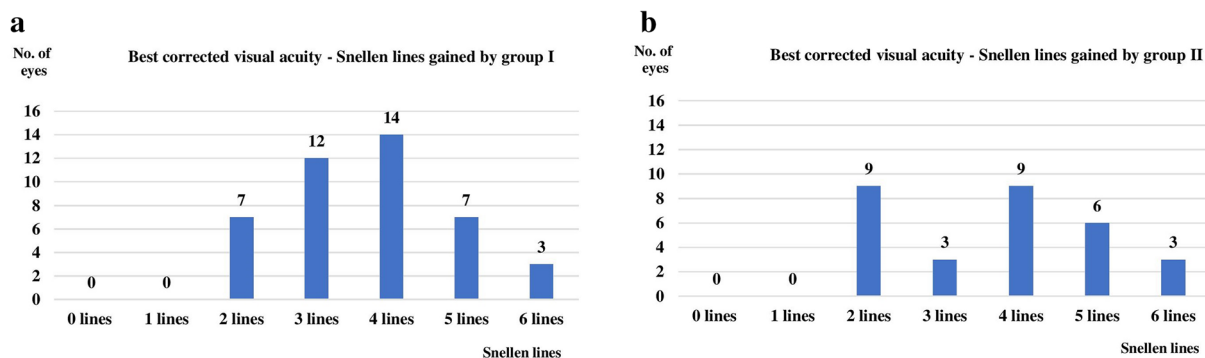 a
No. of
eyes
Best corrected visual acuity - Snellen lines gained by group I
16
14
12
10
8
6
4
2
0
0
0
7
12
14
7
3
0 lines
1 lines
2 lines
3 lines
4 lines
5 lines
6 lines
Snellen lines
b
No. of
eyes
Best corrected visual acuity - Snellen lines gained by group II
16
14
12
10
8
6
4
2
0
0
0
9
3
9
6
3
0 lines
1 lines
2 lines
3 lines
4 lines
5 lines
6 lines
Snellen lines